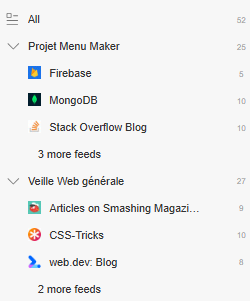 All 52
Projet Menu Maker 25
Firebase 5
MongoDB 10
Stack Overflow Blog 10
3 more feeds
Veille Web générale 27
Articles on Smashing Magazi... 9
CSS-Tricks 10
web.dev: Blog 8
2 more feeds